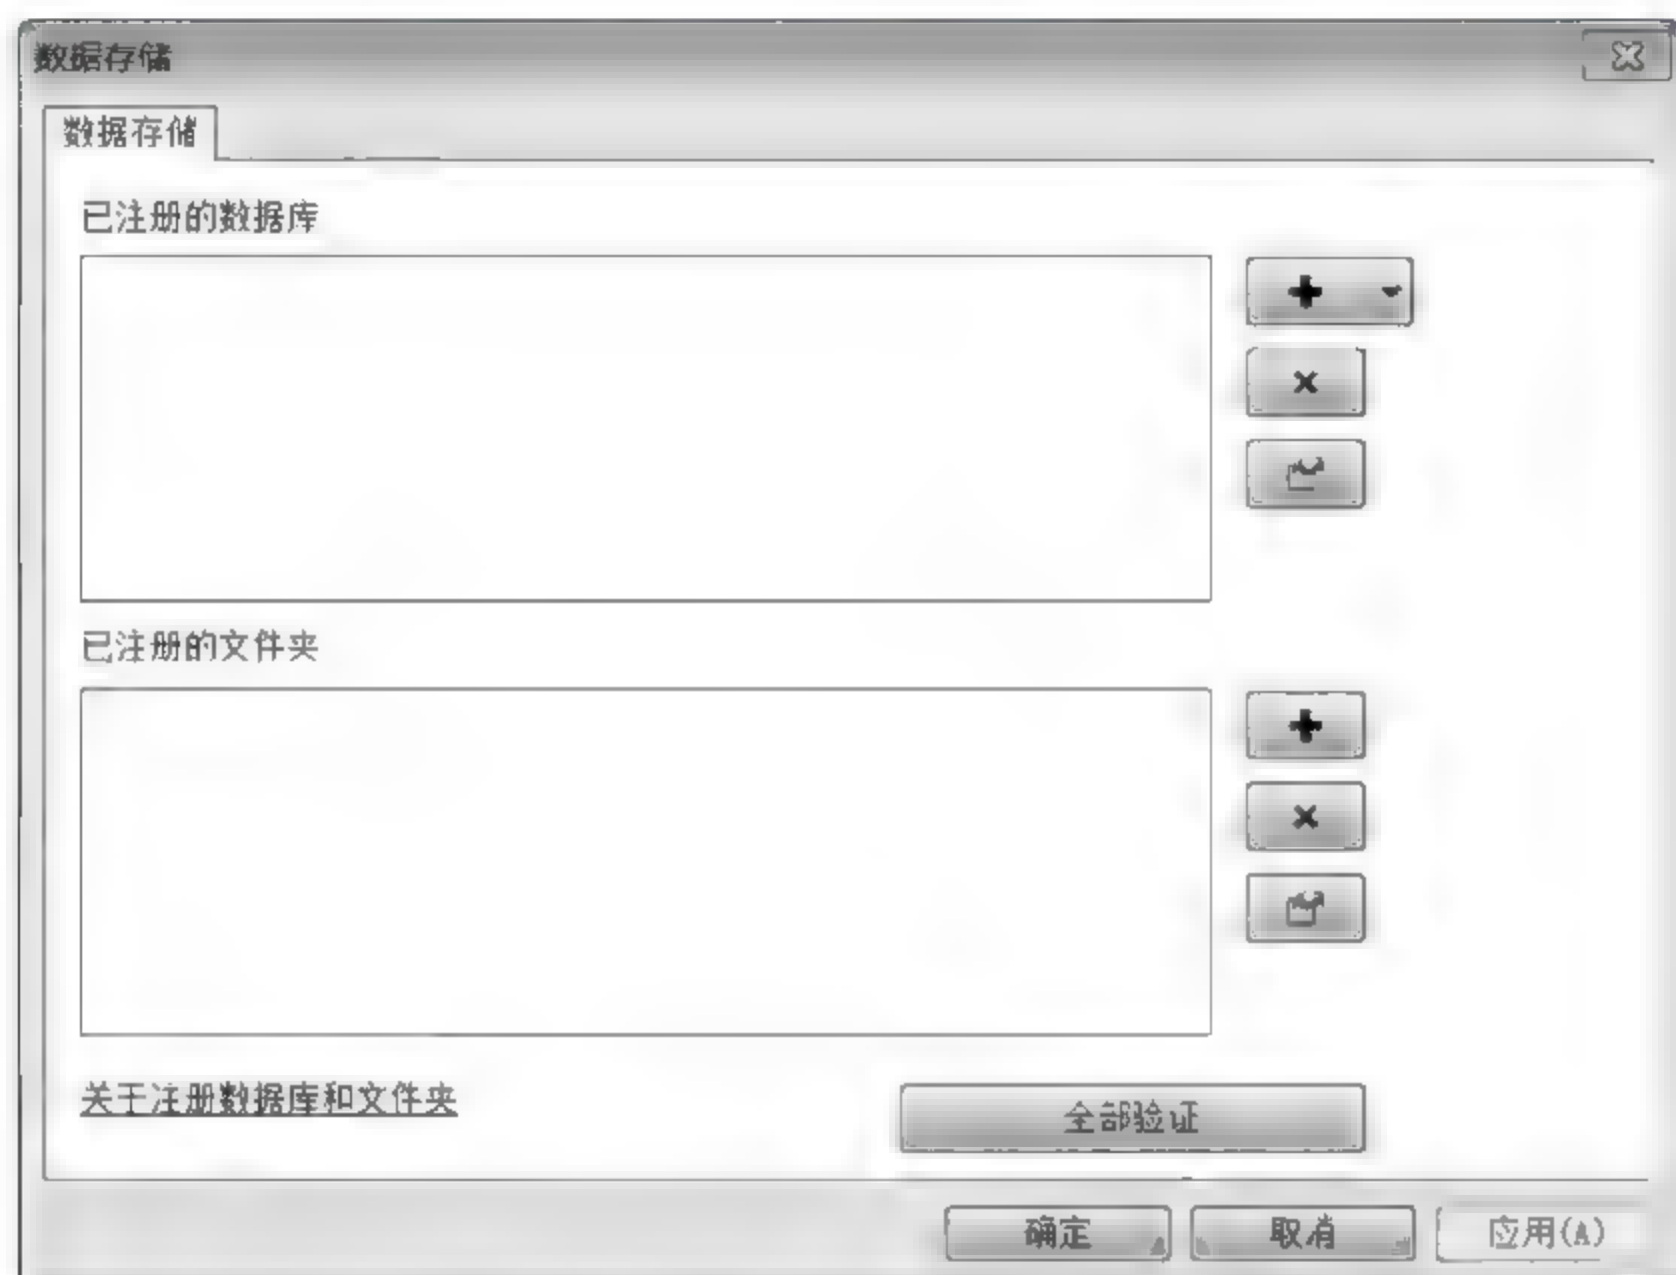 数据存储
数据存储
已注册的数据库
已注册的文件夹
关于注册数据库和文件夹
全部验证
确定 取消 应用(A)